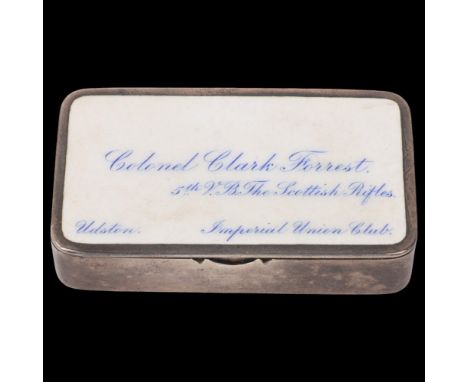 Colonel Clark Forrest.
5th V.B. The Scottish Rifles.
Udston. Imperial Union Club.